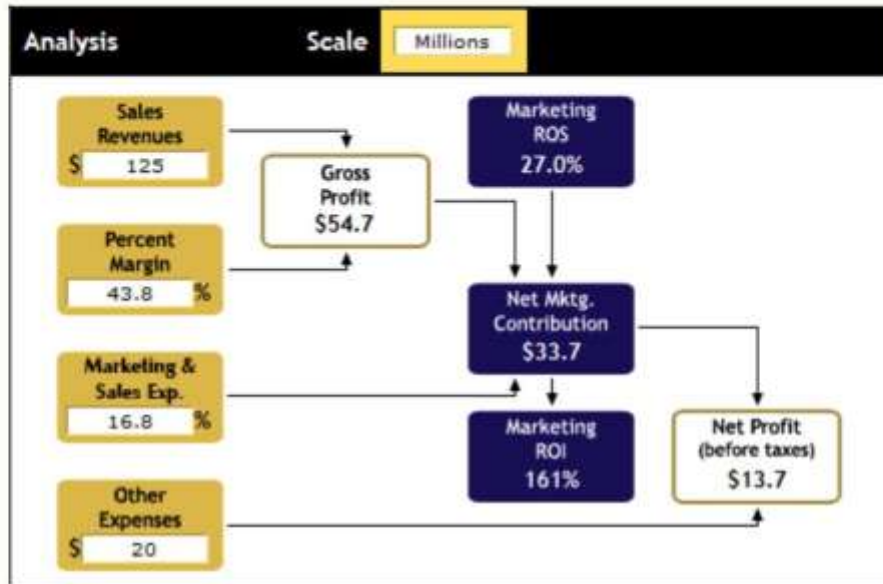 Analysis
Scale
Millions
Sales
Revenues
$ 125
Percent
Margin
43.8 %
Marketing &
Sales Exp.
16.8 %
Other
Expenses
$ 20
Gross
Profit
$54.7
Marketing
ROS
27.0%
Net Mktg.
Contribution
$33.7
Marketing
ROI
161%
Net Profit
(before taxes)
$13.7